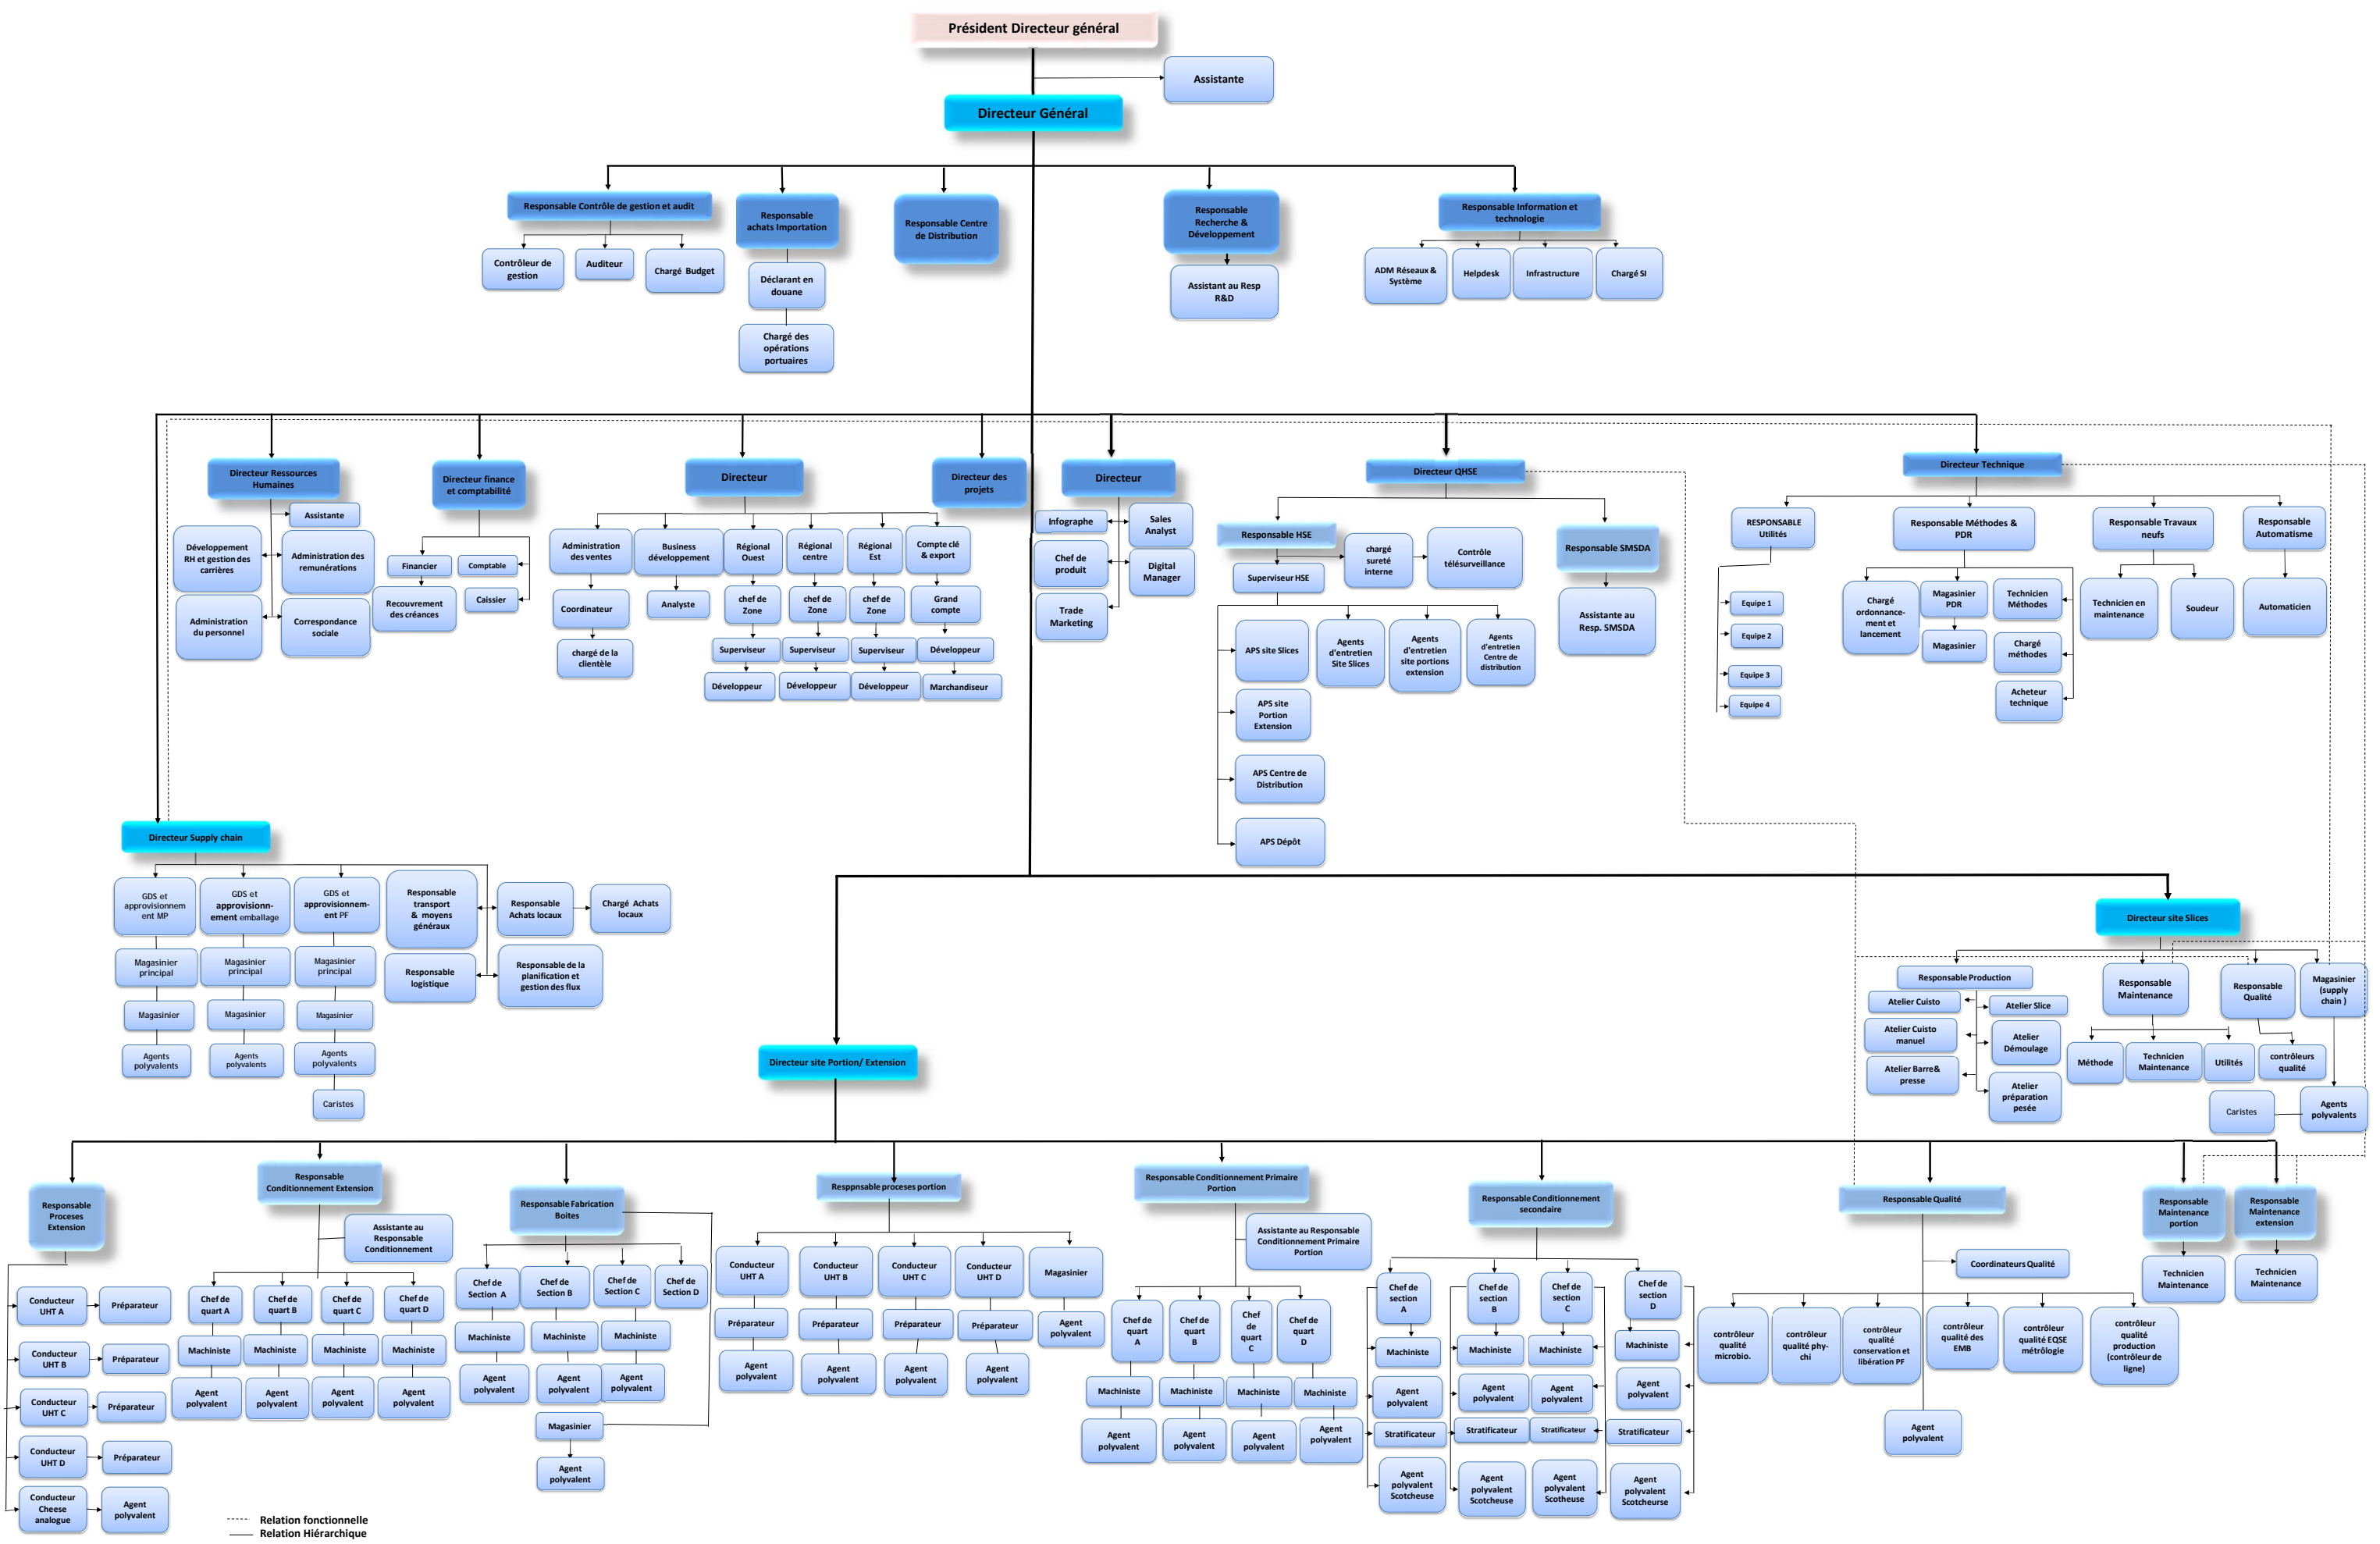 Président Directeur général
Assistante
Directeur Général
Responsable Contrôle de gestion et audit
Contrôleur de
gestion
Auditeur
Chargé Budget
Responsable
achats Importation
Déclarant en
douane
Chargé des
opérations
portuaires
Responsable Centre
de Distribution
Responsable
Recherche &
Développement
Assistant au Resp
R&D
Responsable Information et
technologie
ADM Réseaux &
Système
Helpdesk
Infrastructure
Chargé SI
Directeur Ressources
Humaines
Assistante
Développement
RH et gestion des
carrières
Administration des
remunérations
Administration
du personnel
Correspondance
sociale
Directeur finance
et comptabilité
Financier
Comptable
Recouvrement
des créances
Caissier
Directeur
Administration
des ventes
Coordinateur
chargé de la
clientèle
Business
développement
Analyste
Régional
Ouest
chef de
Zone
Superviseur
Développeur
Régional
centre
chef de
Zone
Superviseur
Développeur
Régional
Est
chef de
Zone
Superviseur
Développeur
Compte clé
& export
Grand
compte
Développeur
Marchandiseur
Directeur des
projets
Directeur
Infographe
Sales
Analyst
Chef de
produit
Digital
Manager
Trade
Marketing
Directeur QHSE
Responsable HSE
chargé
sureté
interne
Contrôle
télésurveillance
Superviseur HSE
APS site Slices
APS site
Portion
Extension
APS Centre de
Distribution
APS Dépôt
Agents
d'entretien
Site Slices
Agents
d'entretien
site portions
extension
Agents
d'entretien
Centre de
distribution
Responsable SMSDA
Assistante au
Resp. SMSDA
Directeur Technique
RESPONSABLE
Utilités
Equipe 1
Equipe 2
Equipe 3
Equipe 4
Responsable Méthodes &
PDR
Chargé
ordonnance-
ment et
lancement
Magasinier
PDR
Magasinier
Technicien
Méthodes
Chargé
méthodes
Acheteur
technique
Responsable Travaux
neufs
Technicien en
maintenance
Soudeur
Responsable
Automatisme
Automaticien
Directeur Supply chain
GDS et
approvisionnem
ent MP
Magasinier
principal
Magasinier
Agents
polyvalents
GDS et
approvisionn-
ement emballage
Magasinier
principal
Magasinier
Agents
polyvalents
GDS et
approvisionnem-
ent PF
Magasinier
principal
Magasinier
Agents
polyvalents
Caristes
Responsable
transport
& moyens
généraux
Responsable
Achats locaux
Chargé Achats
locaux
Responsable
logistique
Responsable de la
planification et
gestion des flux
Directeur site Slices
Responsable Production
Atelier Cuisto
Atelier Slice
Atelier Cuisto
manuel
Atelier
Démoulage
Atelier Barre&
presse
Atelier
préparation
pesée
Responsable
Maintenance
Méthode
Technicien
Maintenance
Utilités
Responsable
Qualité
contrôleurs
qualité
Magasinier
(supply
chain )
Caristes
Agents
polyvalents
Directeur site Portion/ Extension
Responsable
Proceses
Extension
Conducteur
UHT A
Préparateur
Conducteur
UHT B
Préparateur
Conducteur
UHT C
Préparateur
Conducteur
UHT D
Préparateur
Conducteur
Cheese
analogue
Agent
polyvalent
Responsable
Conditionnement Extension
Assistante au
Responsable
Conditionnement
Chef de
quart A
Machiniste
Agent
polyvalent
Chef de
quart B
Machiniste
Agent
polyvalent
Chef de
quart C
Machiniste
Agent
polyvalent
Chef de
quart D
Machiniste
Agent
polyvalent
Responsable Fabrication
Boites
Chef de
Section A
Machiniste
Agent
polyvalent
Chef de
Section B
Machiniste
Agent
polyvalent
Chef de
Section C
Machiniste
Agent
polyvalent
Chef de
Section D
Magasinier
Agent
polyvalent
Resppnsable proceses portion
Conducteur
UHT A
Préparateur
Agent
polyvalent
Conducteur
UHT B
Préparateur
Agent
polyvalent
Conducteur
UHT C
Préparateur
Agent
polyvalent
Conducteur
UHT D
Préparateur
Agent
polyvalent
Magasinier
Agent
polyvalent
Responsable Conditionnement Primaire
Portion
Assistante au Responsable
Conditionnement Primaire
Portion
Chef de
quart
A
Machiniste
Agent
polyvalent
Chef de
quart
B
Machiniste
Agent
polyvalent
Chef
de
quart
C
Machiniste
Agent
polyvalent
Chef de
quart
D
Machiniste
Agent
polyvalent
Responsable Conditionnement
secondaire
Chef de
section
A
Machiniste
Agent
polyvalent
Stratificateur
Agent
polyvalent
Scotcheuse
Chef de
section
B
Machiniste
Agent
polyvalent
Stratificateur
Agent
polyvalent
Scotcheuse
Chef de
section
C
Machiniste
Agent
polyvalent
Stratificateur
Agent
polyvalent
Scotheuse
Chef de
section
D
Machiniste
Agent
polyvalent
Stratificateur
Agent
polyvalent
Scotcheurse
Responsable Qualité
Coordinateurs Qualité
contrôleur
qualité
microbio.
contrôleur
qualité phy-
chi
contrôleur
qualité
conservation et
libération PF
contrôleur
qualité des
EMB
contrôleur
qualité EQSE
métrôlogie
contrôleur
qualité
production
(contrôleur de
ligne)
Agent
polyvalent
Responsable
Maintenance
portion
Technicien
Maintenance
Responsable
Maintenance
extension
Technicien
Maintenance
Relation fonctionnelle
Relation Hiérarchique